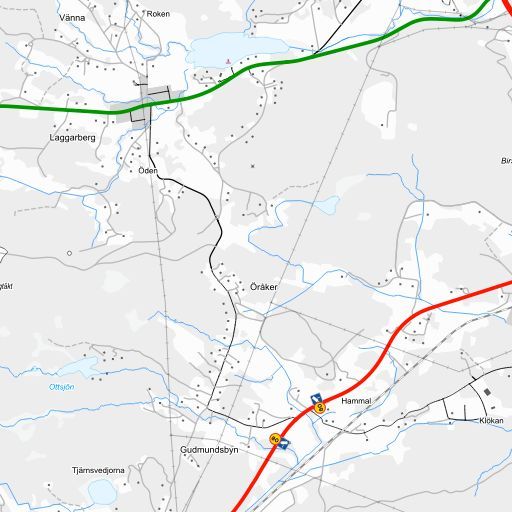 Vänna
Roken
Laggarberg
Öden
Öråker
Ottsjön
Hammal
Klökan
Gudmundsbyn
Tjärnsvedjorna